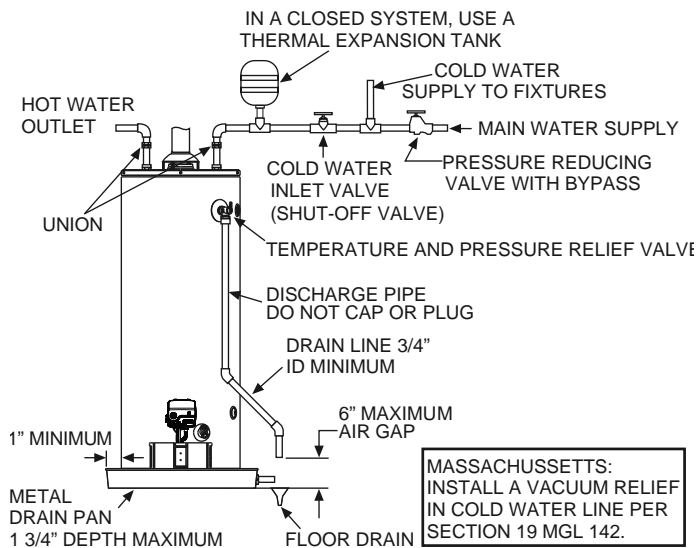 IN A CLOSED SYSTEM, USE A
THERMAL EXPANSION TANK
COLD WATER
SUPPLY TO FIXTURES
HOT WATER
OUTLET
MAIN WATER SUPPLY
COLD WATER
INLET VALVE
(SHUT-OFF VALVE)
PRESSURE REDUCING
VALVE WITH BYPASS
UNION
TEMPERATURE AND PRESSURE RELIEF VALVE
DISCHARGE PIPE
DO NOT CAP OR PLUG
DRAIN LINE 3/4"
ID MINIMUM
6" MAXIMUM
AIR GAP
1" MINIMUM
METAL
DRAIN PAN
1 3/4" DEPTH MAXIMUM
FLOOR DRAIN
MASSACHUSSETTS:
INSTALL A VACUUM RELIEF
IN COLD WATER LINE PER
SECTION 19 MGL 142.